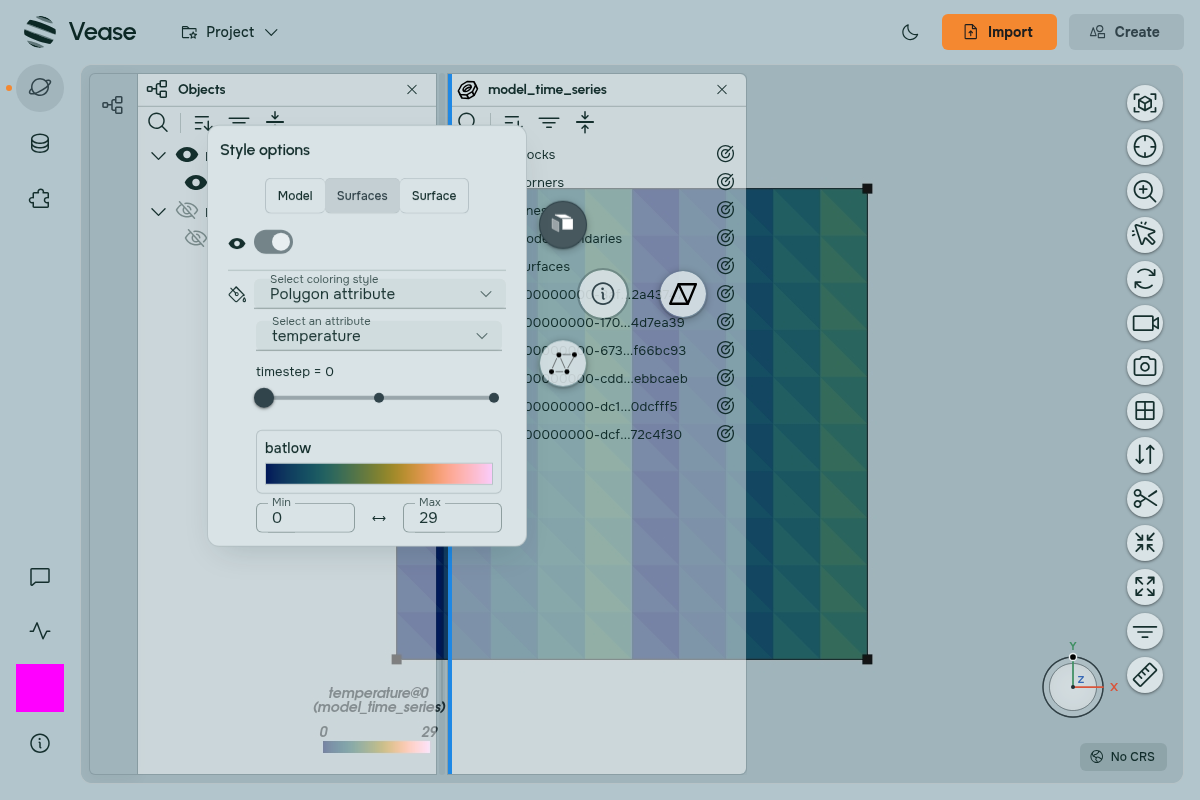 Vease
Project
Import
Create
Objects
model_time_series
Style options
Model
Surfaces
Surface
Select coloring style
Polygon attribute
Select an attribute
temperature
timestep = 0
batlow
Min
0
Max
29
ocks
orners
nes
daries
urfaces
2a43
00000000-170...4d7ea39
00000000-673...f66bc93
00000000-cdd...ebbcaeb
00000000-dc1...0dcfff5
00000000-dcf...72c4f30
temperature@0
(model_time_series)
0
29
Y
Z
X
No CRS